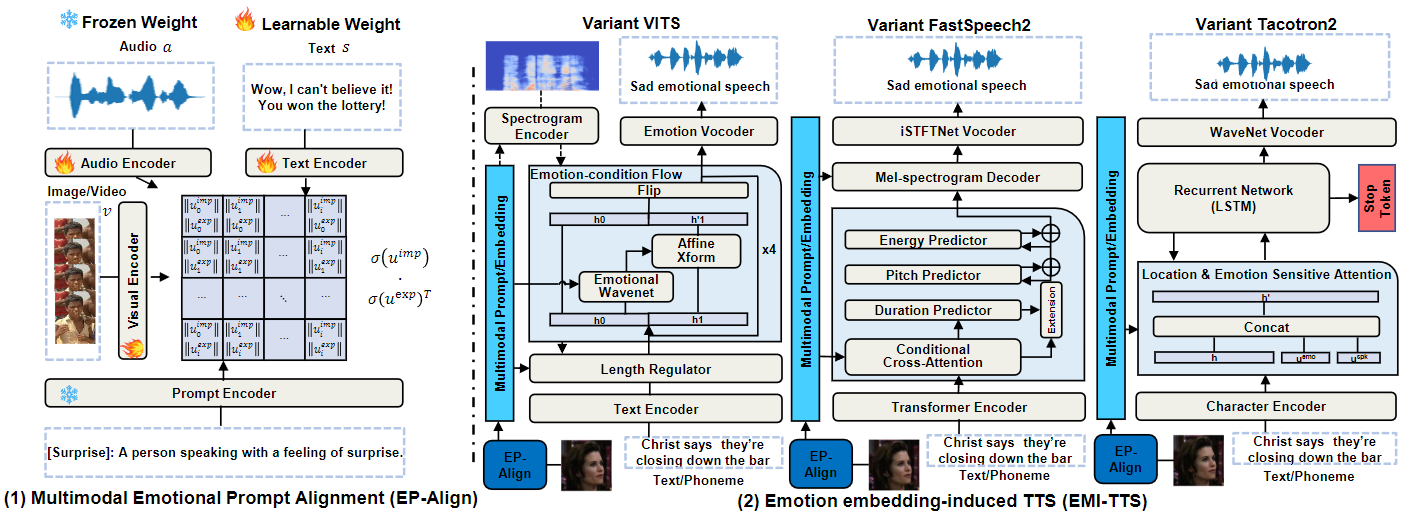 Frozen Weight
Learnable Weight
Audio a
Text s
Wow, I can't believe it!
You won the lottery!
Audio Encoder
Text Encoder
Image/Video
v
Visual Encoder
‖u_0^{imp}‖ ‖u_1^{imp}‖ ... ‖u_i^{imp}‖
‖u_0^{exp}‖ ‖u_0^{exp}‖ ‖u_0^{exp}‖
‖u_0^{imp}‖ ‖u_1^{imp}‖ ... ‖u_i^{imp}‖
‖u_1^{exp}‖ ‖u_1^{exp}‖ ‖u_1^{exp}‖
... ... ⋱ ...
‖u_0^{imp}‖ ‖u_1^{imp}‖ ... ‖u_i^{imp}‖
‖u_i^{exp}‖ ‖u_i^{exp}‖ ‖u_i^{exp}‖
σ(u^{imp})
·
σ(u^{exp})^T
Prompt Encoder
[Surprise]: A person speaking with a feeling of surprise.
(1) Multimodal Emotional Prompt Alignment (EP-Align)
Variant VITS
Sad emotional speech
Spectrogram
Encoder
Emotion Vocoder
Emotion-condition Flow
Flip
h0 h'1
Affine
Xform
x4
Emotional
Wavenet
h0 h1
Multimodal Prompt/Embedding
Length Regulator
Text Encoder
EP-
Align
Christ says they're
closing down the bar
Text/Phoneme
Variant FastSpeech2
Sad emotional speech
iSTFTNet Vocoder
Mel-spectrogram Decoder
Multimodal Prompt/Embedding
Energy Predictor
Pitch Predictor
Duration Predictor
Extension
Conditional
Cross-Attention
Transformer Encoder
EP-
Align
Christ says they're
closing down the bar
Text/Phoneme
Variant Tacotron2
Sad emotional speech
WaveNet Vocoder
Recurrent Network
(LSTM)
Stop
Token
Multimodal Prompt/Embedding
Location & Emotion Sensitive Attention
h'
Concat
h u^{emo} u^{spk}
Character Encoder
EP-
Align
Christ says they're
closing down the bar
Text/Phoneme
(2) Emotion embedding-induced TTS (EMI-TTS)